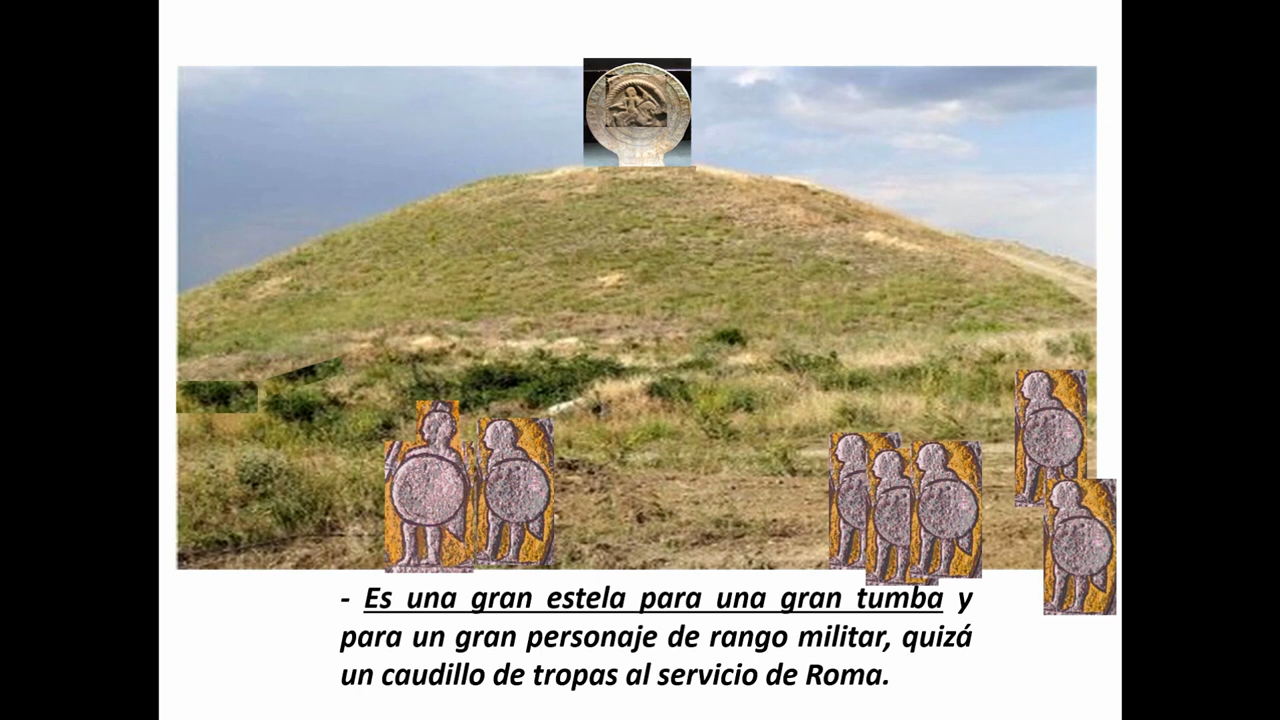 - Es una gran estela para una gran tumba y
para un gran personaje de rango militar, quizá
un caudillo de tropas al servicio de Roma.